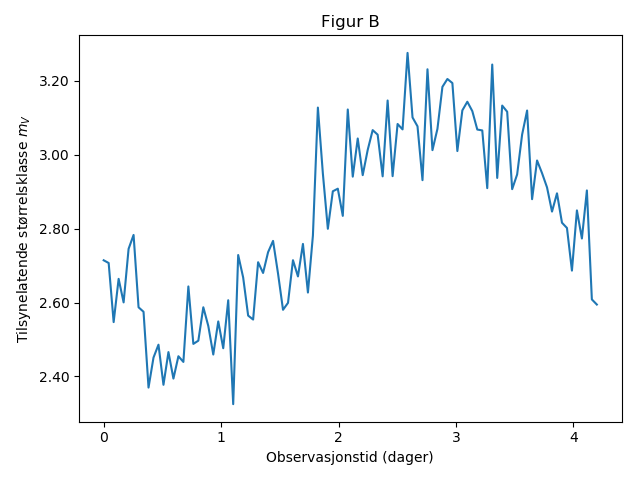 Figur B
Tilsynelatende størrelsklasse $m_V$
3.20
3.00
2.80
2.60
2.40
0 1 2 3 4
Observasjonstid (dager)